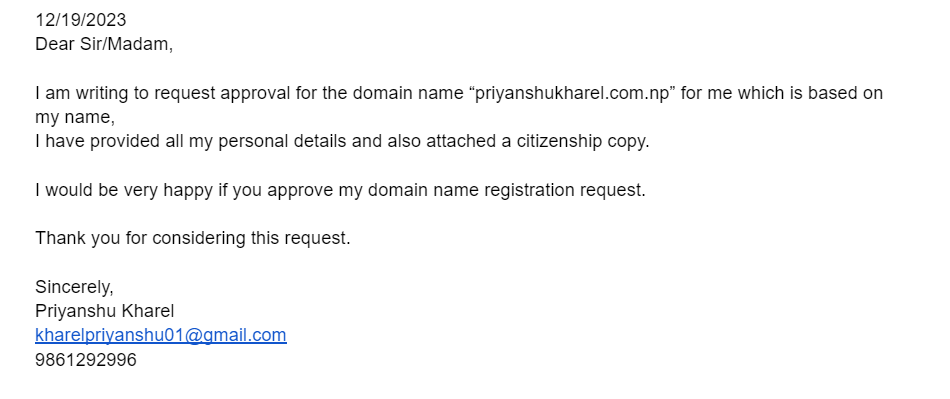 12/19/2023
Dear Sir/Madam,
I am writing to request approval for the domain name “priyanshukharel.com.np” for me which is based on
my name,
I have provided all my personal details and also attached a citizenship copy.
I would be very happy if you approve my domain name registration request.
Thank you for considering this request.
Sincerely,
Priyanshu Kharel
kharelpriyanshu01@gmail.com
9861292996